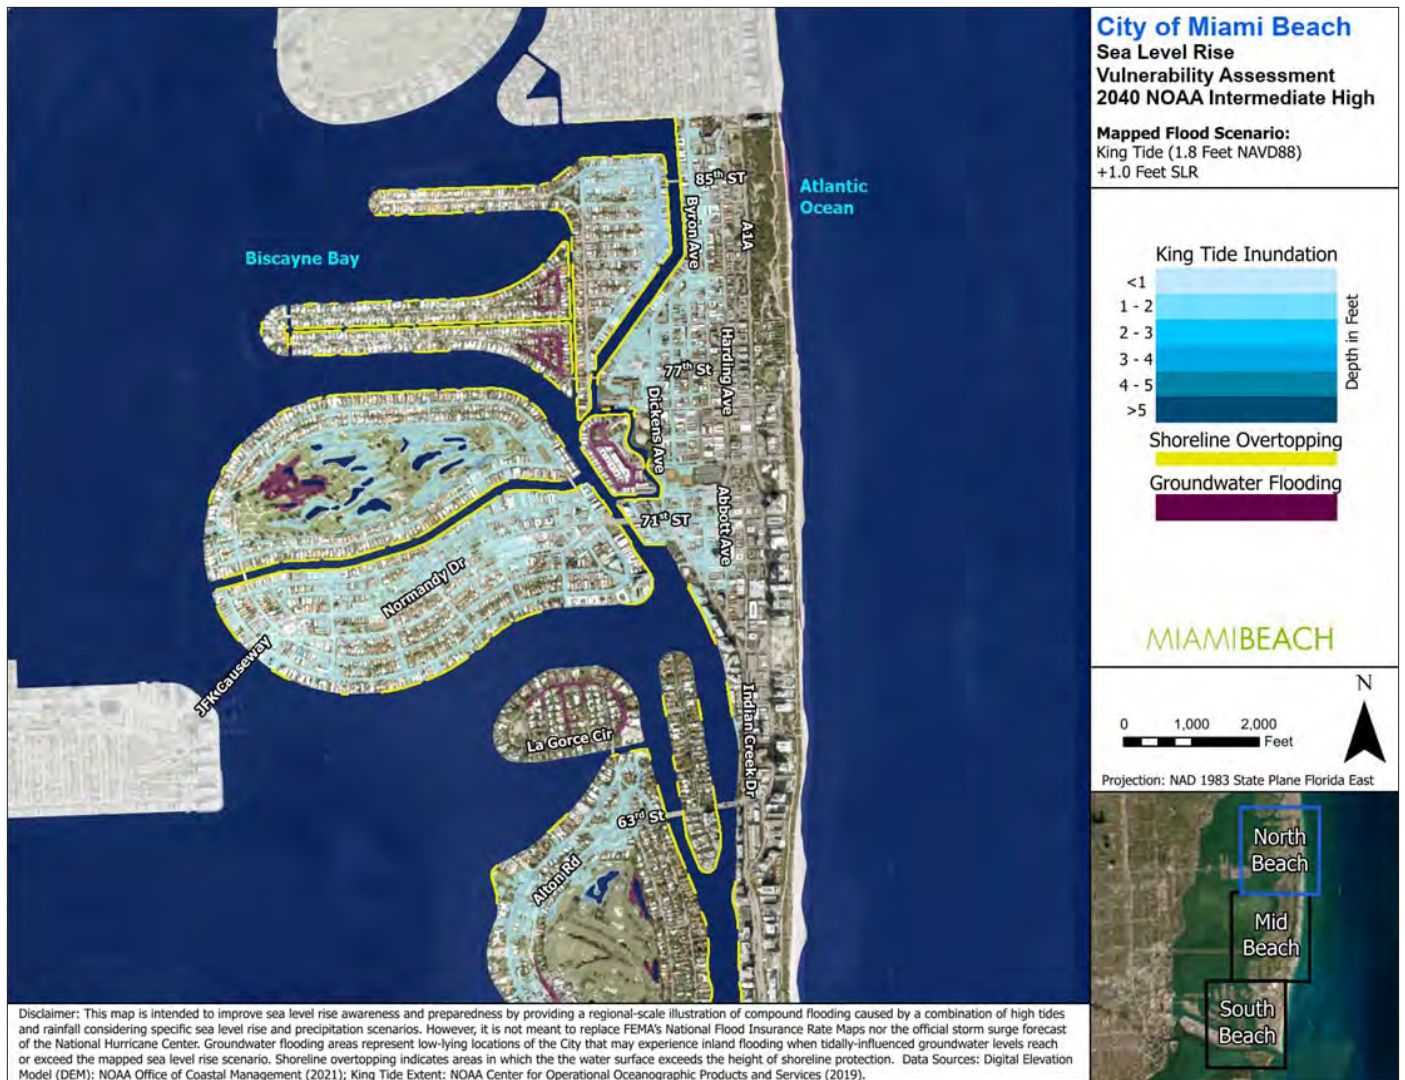 City of Miami Beach
Sea Level Rise
Vulnerability Assessment
2040 NOAA Intermediate High
Mapped Flood Scenario:
King Tide (1.8 Feet NAVD88)
+1.0 Feet SLR
85th ST
Atlantic
Ocean
Byron Ave
A1A
Biscayne Bay
Harding Ave
77th St
Dickens Ave
Abbott Ave
71st ST
Normandy Dr
JFK Causeway
La Gorce Cir
Indian Creek Dr
63rd St
Alton Rd
King Tide Inundation
<1
1 - 2
2 - 3
3 - 4
4 - 5
>5
Depth in Feet
Shoreline Overtopping
Groundwater Flooding
MIAMIBEACH
N
0 1,000 2,000
Feet
Projection: NAD 1983 State Plane Florida East
North
Beach
Mid
Beach
South
Beach
Disclaimer: This map is intended to improve sea level rise awareness and preparedness by providing a regional-scale illustration of compound flooding caused by a combination of high tides
and rainfall considering specific sea level rise and precipitation scenarios. However, it is not meant to replace FEMA's National Flood Insurance Rate Maps nor the official storm surge forecast
of the National Hurricane Center. Groundwater flooding areas represent low-lying locations of the City that may experience inland flooding when tidally-influenced groundwater levels reach
or exceed the mapped sea level rise scenario. Shoreline overtopping indicates areas in which the the water surface exceeds the height of shoreline protection. Data Sources: Digital Elevation
Model (DEM): NOAA Office of Coastal Management (2021); King Tide Extent: NOAA Center for Operational Oceanographic Products and Services (2019).